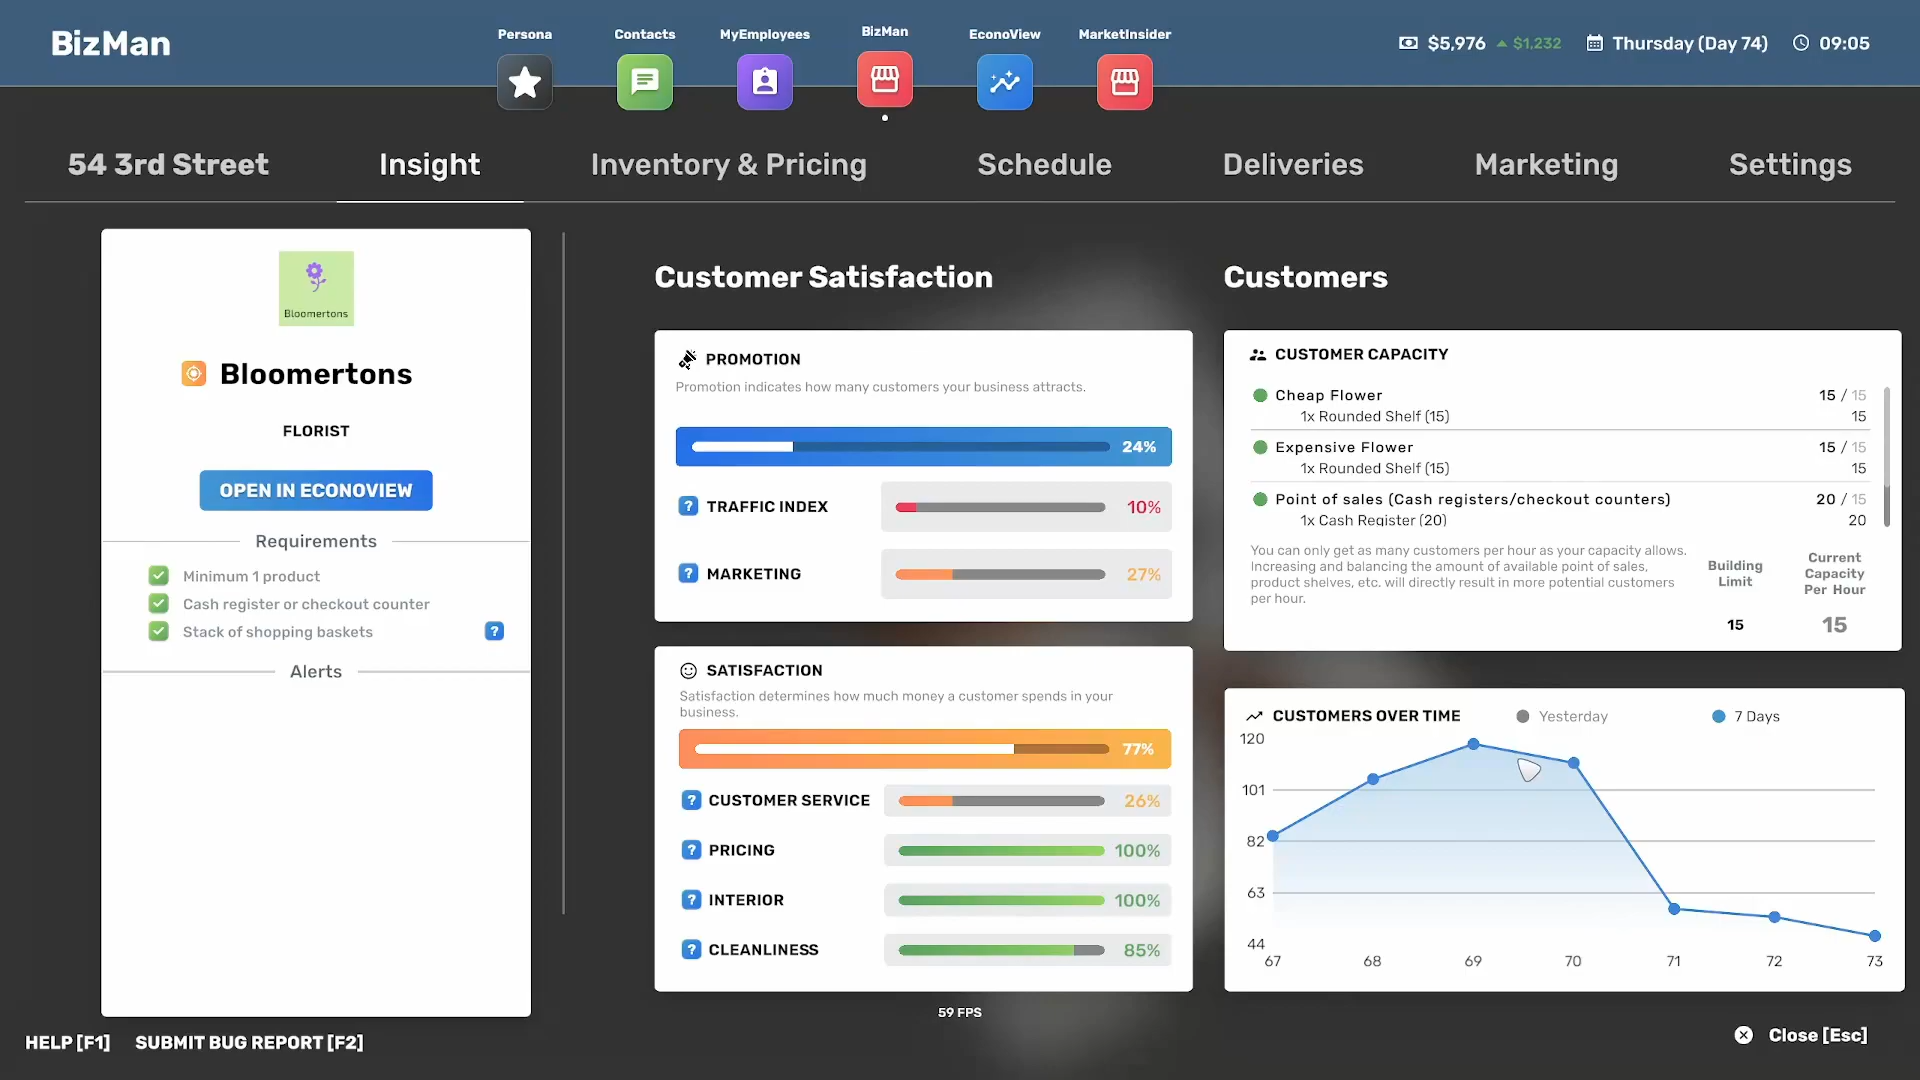 BizMan
Persona
Contacts
MyEmployees
BizMan
EconoView
MarketInsider
$5,976
$1,232
Thursday (Day 74)
09:05
54 3rd Street
Insight
Inventory & Pricing
Schedule
Deliveries
Marketing
Settings
Bloomertons
Bloomertons
FLORIST
OPEN IN ECONOVIEW
Requirements
Minimum 1 product
Cash register or checkout counter
Stack of shopping baskets
?
Alerts
Customer Satisfaction
PROMOTION
Promotion indicates how many customers your business attracts.
24%
? TRAFFIC INDEX 10%
? MARKETING 27%
SATISFACTION
Satisfaction determines how much money a customer spends in your
business.
77%
? CUSTOMER SERVICE 26%
? PRICING 100%
? INTERIOR 100%
? CLEANLINESS 85%
Customers
CUSTOMER CAPACITY
Cheap Flower 15 / 15
1x Rounded Shelf (15) 15
Expensive Flower 15 / 15
1x Rounded Shelf (15) 15
Point of sales (Cash registers/checkout counters) 20 / 15
1x Cash Register (20) 20
You can only get as many customers per hour as your capacity allows.
Increasing and balancing the amount of available point of sales,
product shelves, etc. will directly result in more potential customers
per hour.
Building
Limit
15
Current
Capacity
Per Hour
15
CUSTOMERS OVER TIME
Yesterday
7 Days
120
101
82
63
44
67 68 69 70 71 72 73
59 FPS
HELP [F1]
SUBMIT BUG REPORT [F2]
Close [Esc]